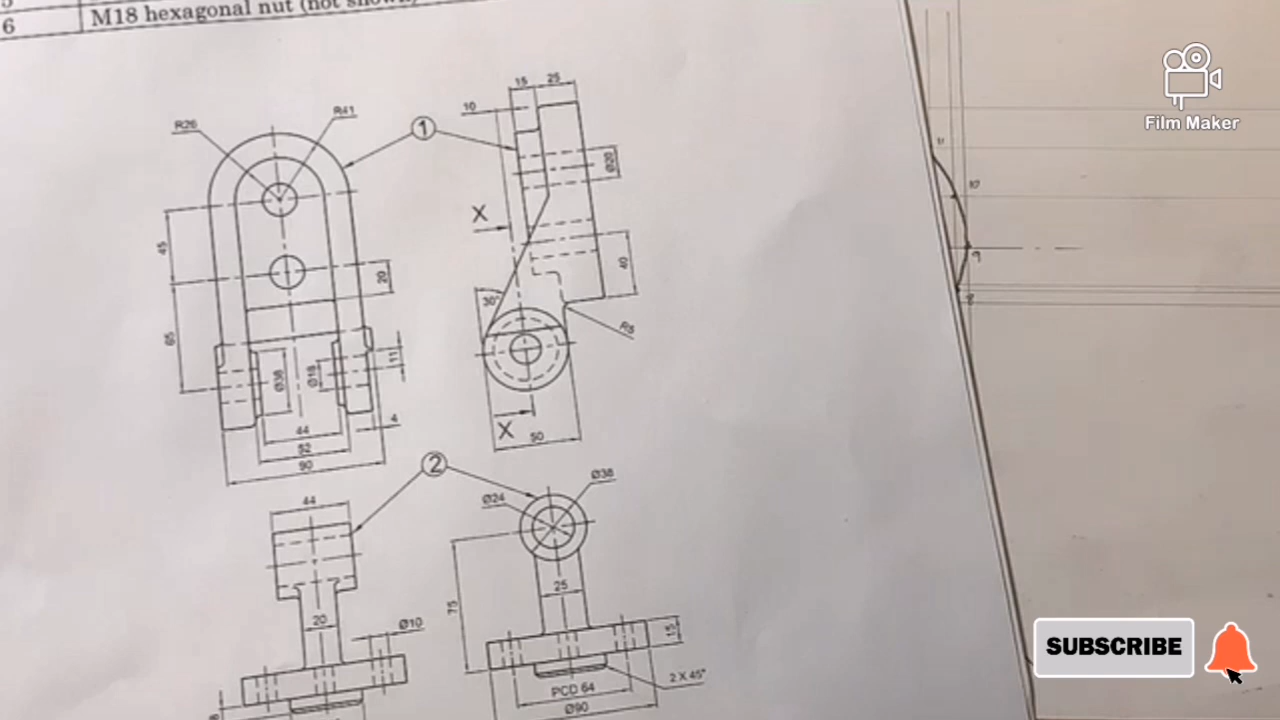 6 M18 hexagonal nut (not shown)
15 25
10
R26
R41
1
Ø20
X
45
20
40
30°
65
R5
Ø38
Ø18
11
44
4
52
X
50
90
2
44
Ø24
Ø38
75
25
20
Ø10
15
2 X 45°
PCD 64
Ø90
Film Maker
SUBSCRIBE